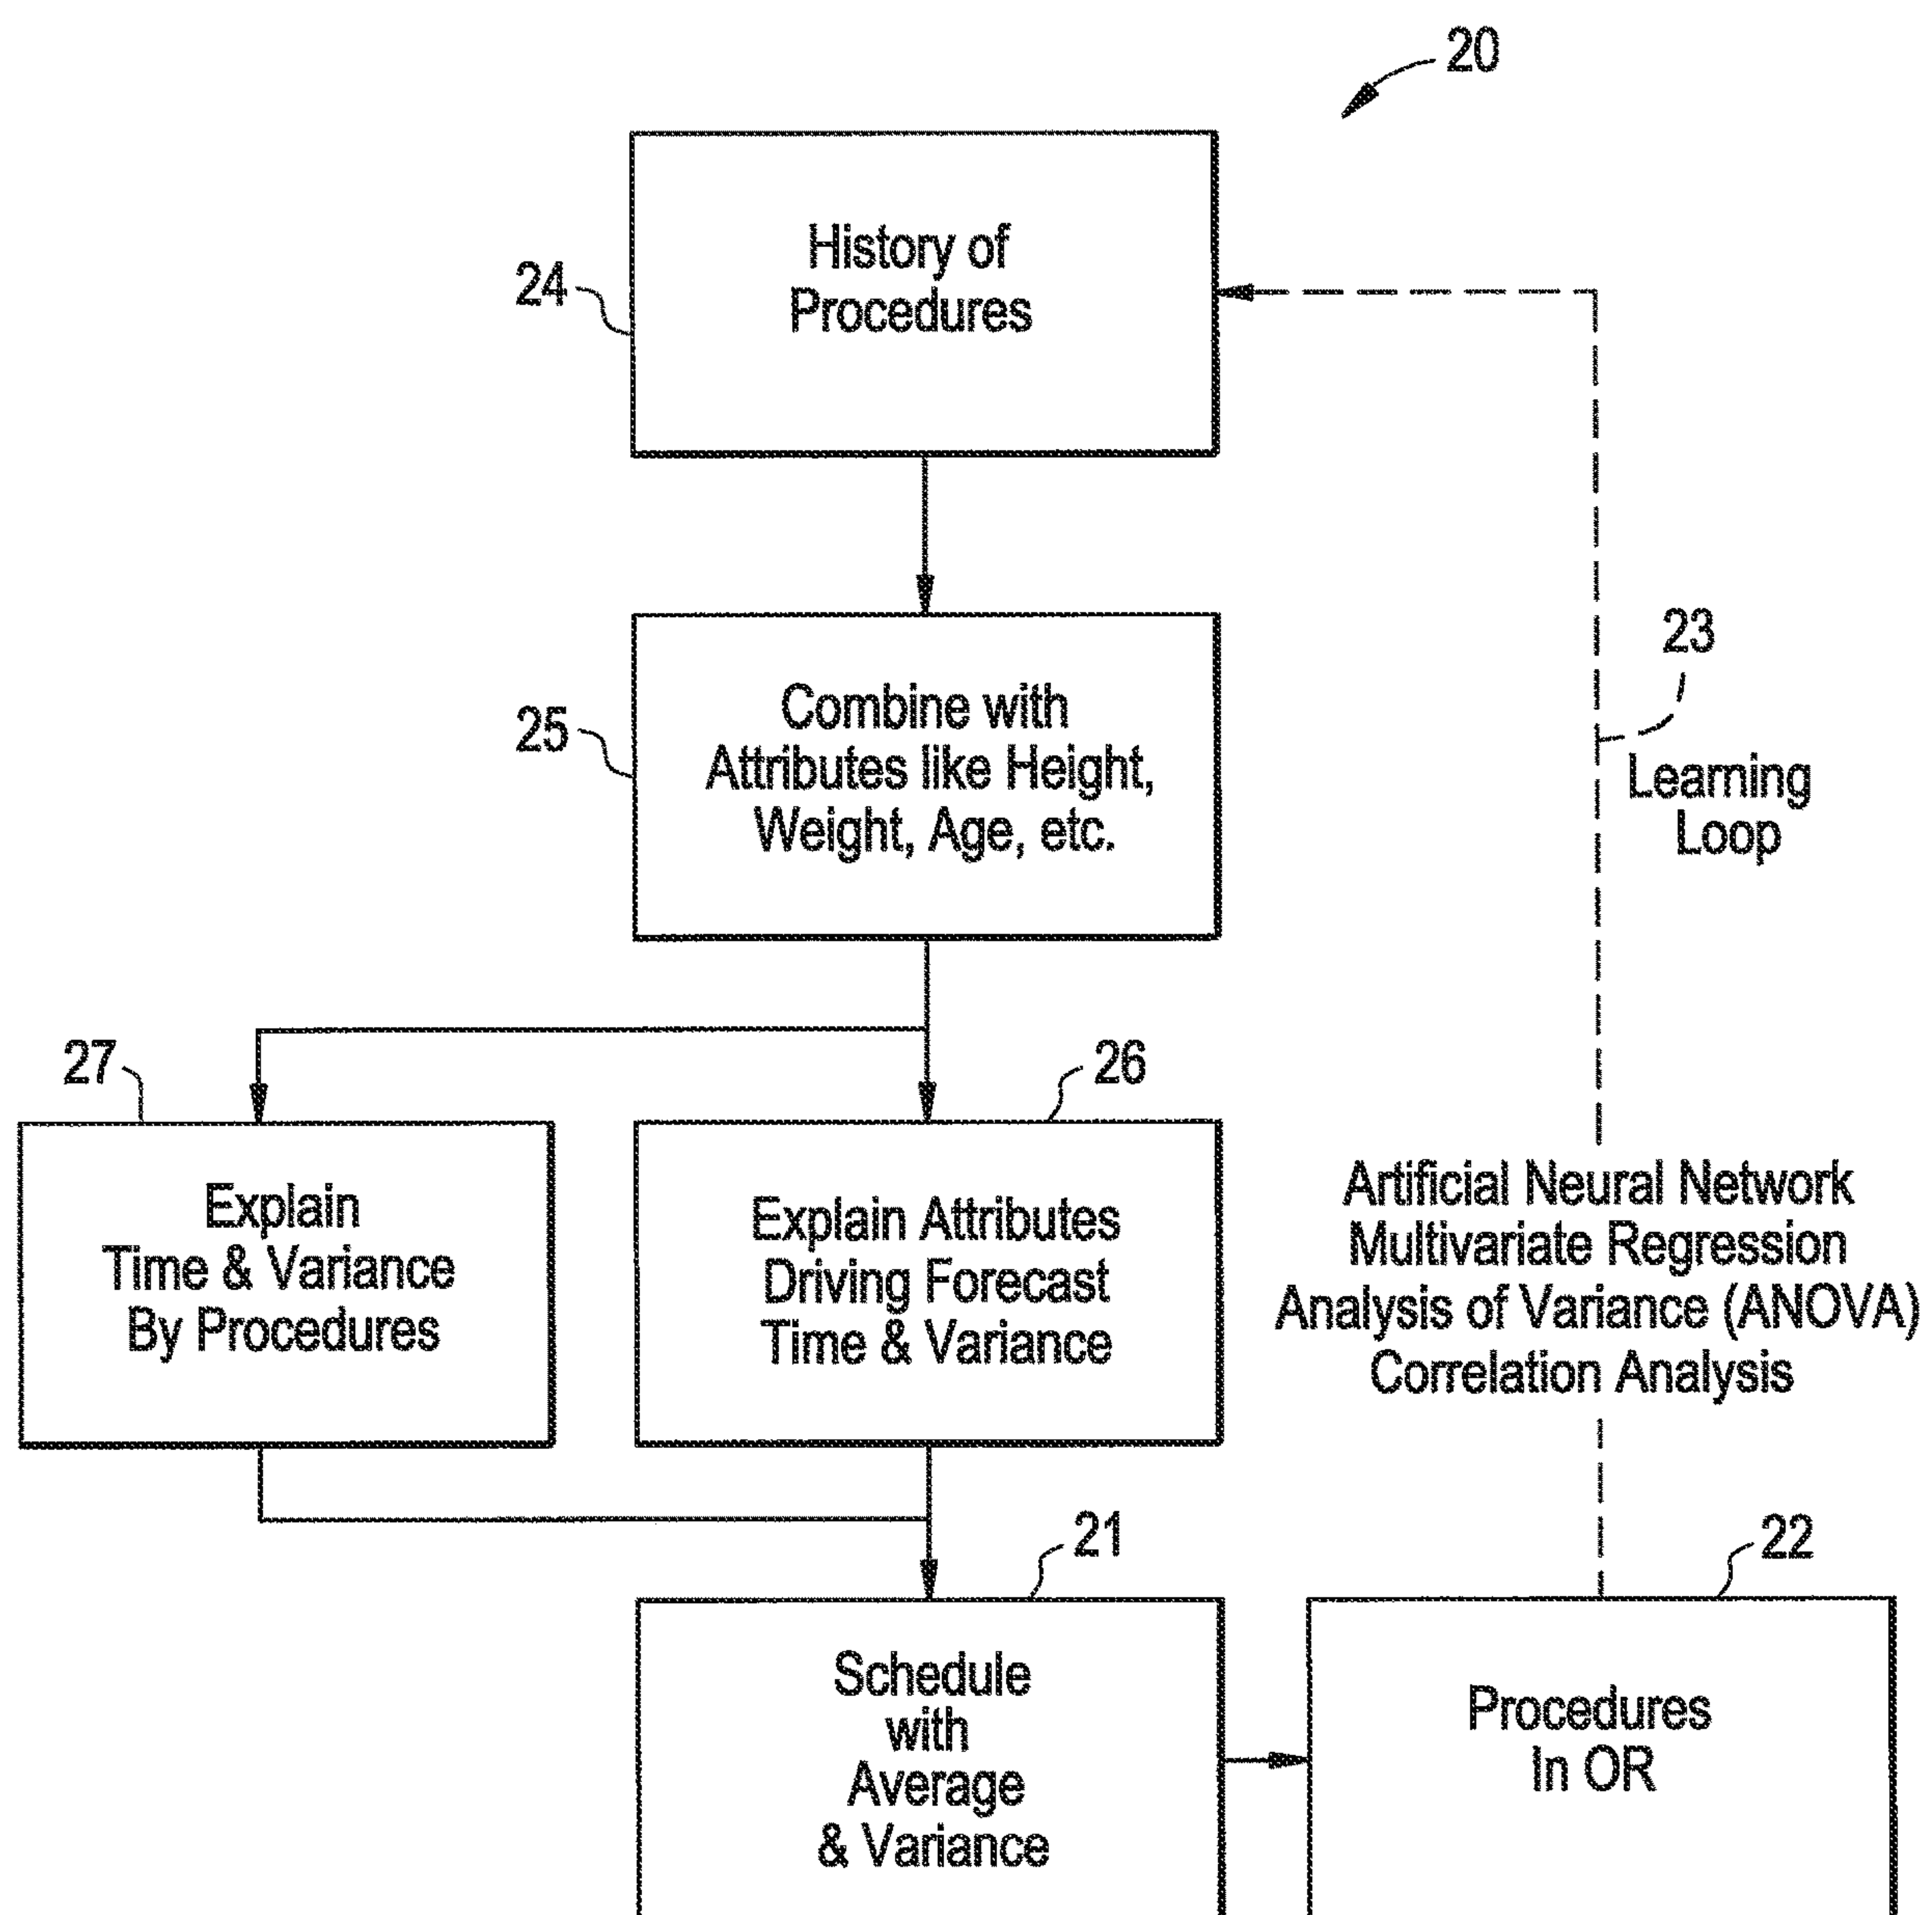 20
History of
Procedures
24
Combine with
Attributes like Height,
Weight, Age, etc.
25
23
Learning
Loop
27
Explain
Time & Variance
By Procedures
26
Explain Attributes
Driving Forecast
Time & Variance
Artificial Neural Network
Multivariate Regression
Analysis of Variance (ANOVA)
Correlation Analysis
21
Schedule
with
Average
& Variance
22
Procedures
In OR